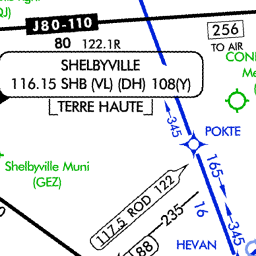 J80-110
256
TO AIR
80 122.1R
SHELBYVILLE
116.15 SHB (VL) (DH) 108(Y)
TERRE HAUTE
345
POKTE
Shelbyville Muni
(GEZ)
165
117.5 ROD 122
235
16
345
88
HEVAN